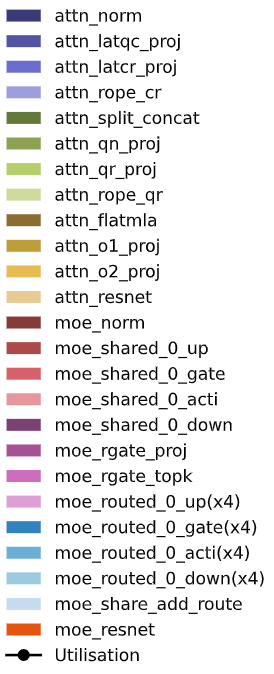 attn_norm
attn_latqc_proj
attn_latcr_proj
attn_rope_cr
attn_split_concat
attn_qn_proj
attn_qr_proj
attn_rope_qr
attn_flatmla
attn_o1_proj
attn_o2_proj
attn_resnet
moe_norm
moe_shared_0_up
moe_shared_0_gate
moe_shared_0_acti
moe_shared_0_down
moe_rgate_proj
moe_rgate_topk
moe_routed_0_up(x4)
moe_routed_0_gate(x4)
moe_routed_0_acti(x4)
moe_routed_0_down(x4)
moe_share_add_route
moe_resnet
Utilisation